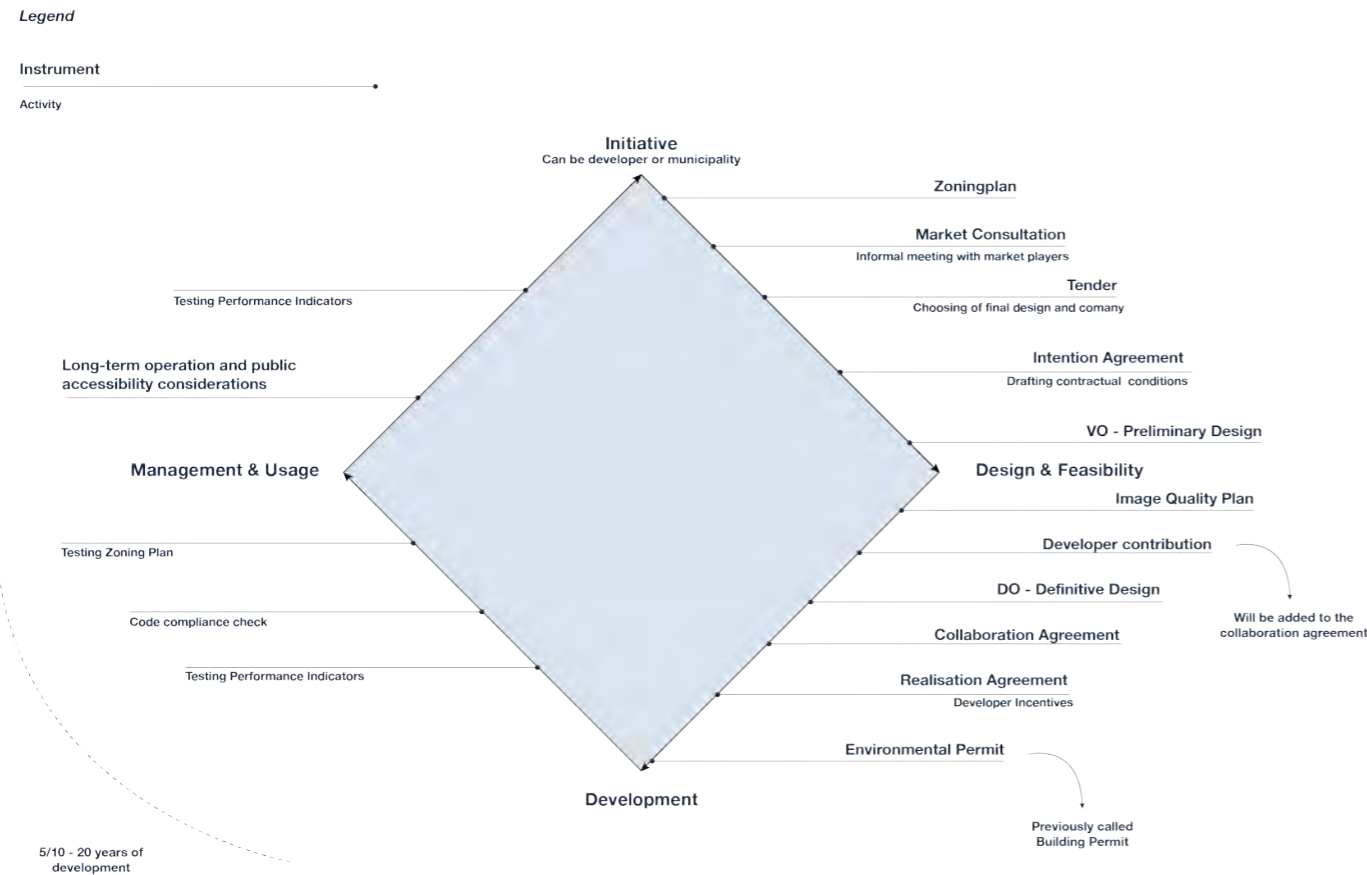 Legend
Instrument
Activity
Initiative
Can be developer or municipality
Zoningplan
Market Consultation
Informal meeting with market players
Tender
Choosing of final design and comany
Intention Agreement
Drafting contractual conditions
VO - Preliminary Design
Design & Feasibility
Image Quality Plan
Developer contribution
Will be added to the
collaboration agreement
DO - Definitive Design
Collaboration Agreement
Realisation Agreement
Developer Incentives
Environmental Permit
Previously called
Building Permit
Development
Testing Performance Indicators
Code compliance check
Testing Zoning Plan
Management & Usage
Long-term operation and public
accessibility considerations
Testing Performance Indicators
5/10 - 20 years of
development